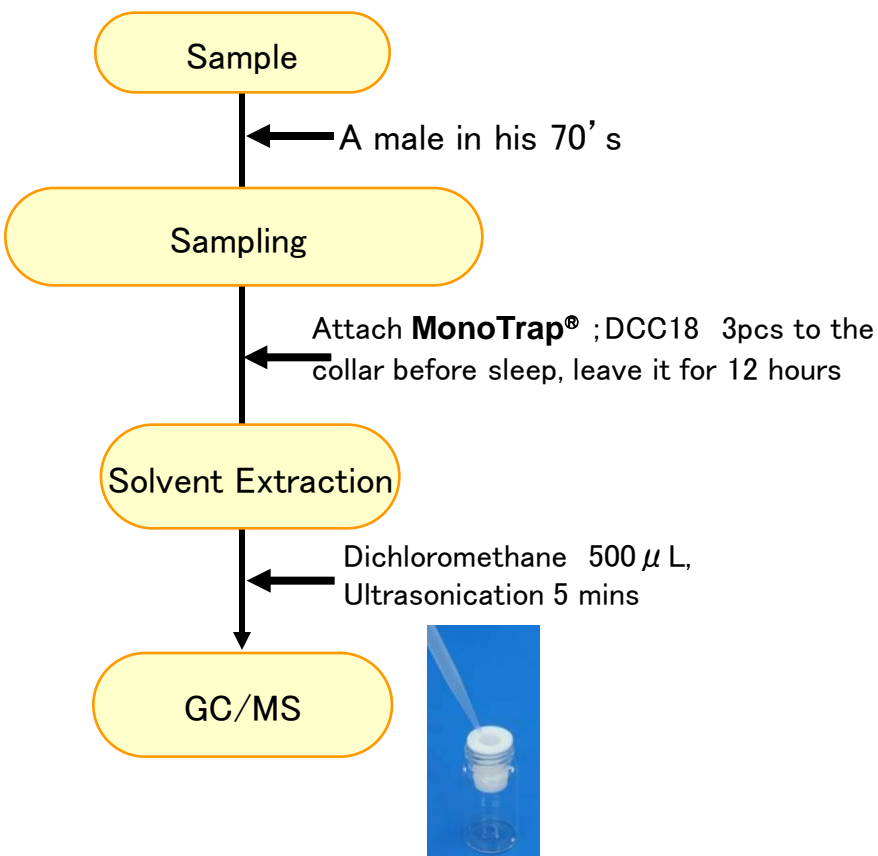 Sample
A male in his 70’s
Sampling
Attach MonoTrap® ;DCC18 3pcs to the
collar before sleep, leave it for 12 hours
Solvent Extraction
Dichloromethane 500μL,
Ultrasonication 5 mins
GC/MS